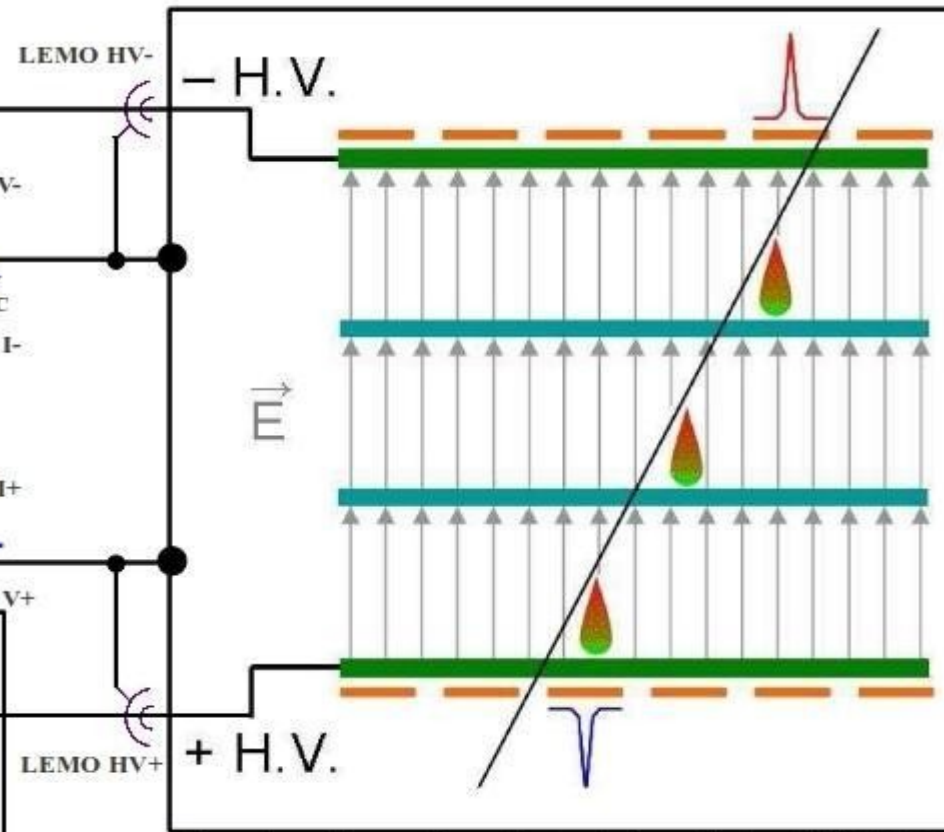 LEMO HV-
− H.V.
V-
C
I-
E
I+
V+
+ H.V.
LEMO HV+